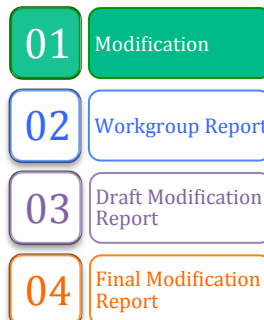 01 Modification
02 Workgroup Report
03 Draft Modification
Report
04 Final Modification
Report